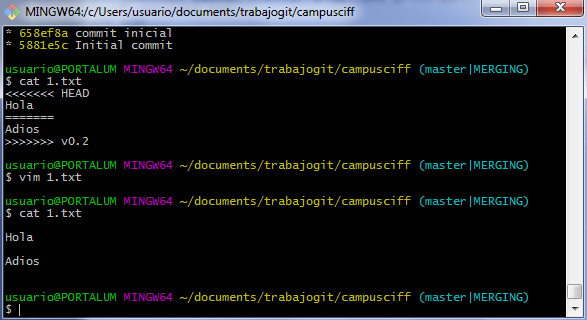 MINGW64:/c/Users/usuario/documents/trabajogit/campusciff
* 658ef8a commit inicial
* 5881e5c Initial commit
usuario@PORTALUM MINGW64 ~/documents/trabajogit/campusciff (master|MERGING)
$ cat 1.txt
<<<<<<< HEAD
Hola
=======
Adios
>>>>>>> v0.2
usuario@PORTALUM MINGW64 ~/documents/trabajogit/campusciff (master|MERGING)
$ vim 1.txt
usuario@PORTALUM MINGW64 ~/documents/trabajogit/campusciff (master|MERGING)
$ cat 1.txt
Hola
Adios
usuario@PORTALUM MINGW64 ~/documents/trabajogit/campusciff (master|MERGING)
$